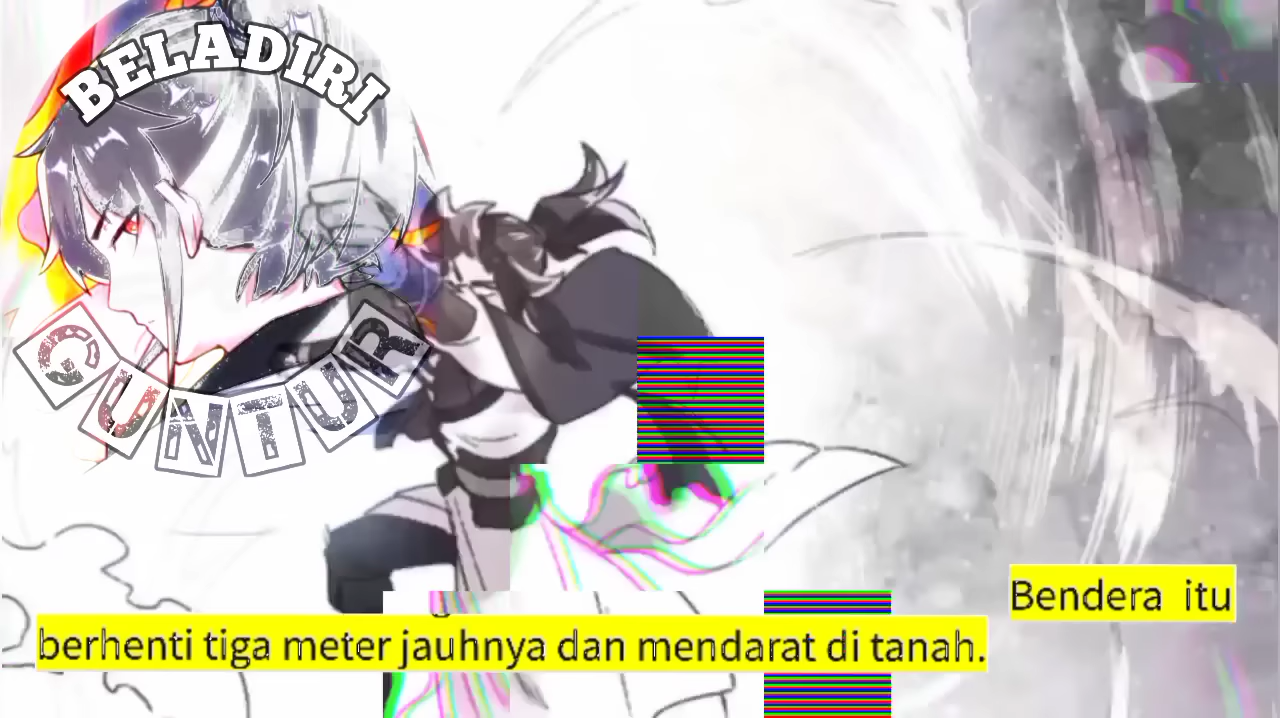 BELADIRI
GUNTUR
Bendera itu
berhenti tiga meter jauhnya dan mendarat di tanah.